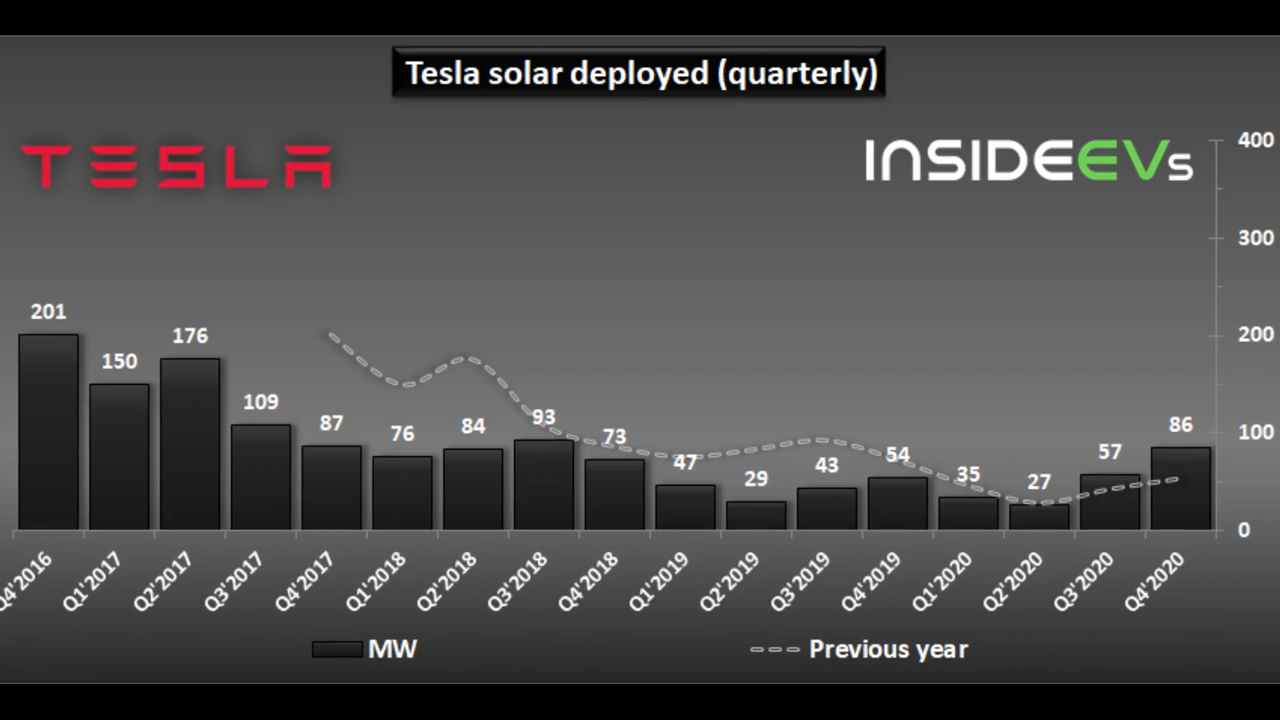 Tesla solar deployed (quarterly)
TESLA
INSIDEEVs
400
300
200
100
0
201
150
176
109
87
76
84
93
73
47
29
43
54
35
27
57
86
Q4'2016
Q1'2017
Q2'2017
Q3'2017
Q4'2017
Q1'2018
Q2'2018
Q3'2018
Q4'2018
Q1'2019
Q2'2019
Q3'2019
Q4'2019
Q1'2020
Q2'2020
Q3'2020
Q4'2020
MW
Previous year